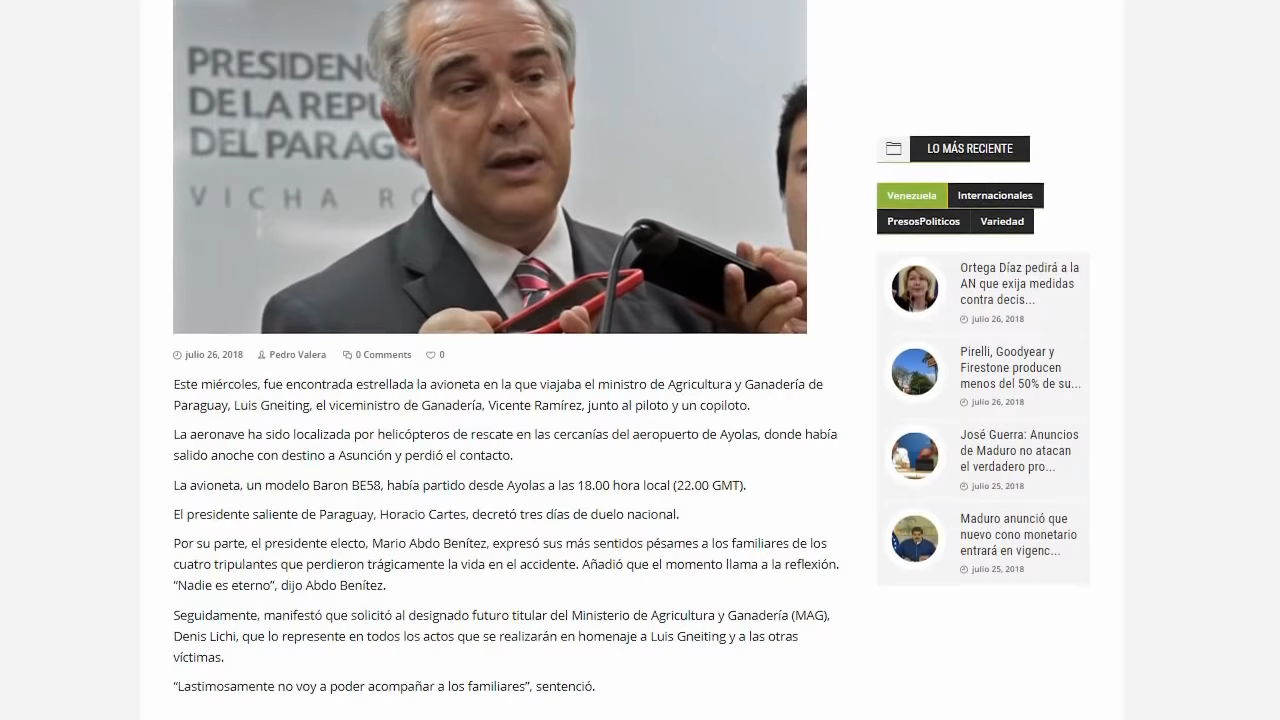 PRESIDENC
DE LA REPU
DEL PARAG
VICHA RO
julio 26, 2018 Pedro Valera 0 Comments 0
Este miércoles, fue encontrada estrellada la avioneta en la que viajaba el ministro de Agricultura y Ganadería de
Paraguay, Luis Gneiting, el viceministro de Ganadería, Vicente Ramírez, junto al piloto y un copiloto.
La aeronave ha sido localizada por helicópteros de rescate en las cercanías del aeropuerto de Ayolas, donde había
salido anoche con destino a Asunción y perdió el contacto.
La avioneta, un modelo Baron BE58, había partido desde Ayolas a las 18.00 hora local (22.00 GMT).
El presidente saliente de Paraguay, Horacio Cartes, decretó tres días de duelo nacional.
Por su parte, el presidente electo, Mario Abdo Benítez, expresó sus más sentidos pésames a los familiares de los
cuatro tripulantes que perdieron trágicamente la vida en el accidente. Añadió que el momento llama a la reflexión.
“Nadie es eterno”, dijo Abdo Benítez.
Seguidamente, manifestó que solicitó al designado futuro titular del Ministerio de Agricultura y Ganadería (MAG),
Denis Lichi, que lo represente en todos los actos que se realizarán en homenaje a Luis Gneiting y a las otras
víctimas.
“Lastimosamente no voy a poder acompañar a los familiares”, sentenció.
LO MÁS RECIENTE
Venezuela Internacionales
PresosPoliticos Variedad
Ortega Díaz pedirá a la
AN que exija medidas
contra decis...
julio 26, 2018
Pirelli, Goodyear y
Firestone producen
menos del 50% de su...
julio 26, 2018
José Guerra: Anuncios
de Maduro no atacan
el verdadero pro...
julio 25, 2018
Maduro anunció que
nuevo cono monetario
entrará en vigenc...
julio 25, 2018